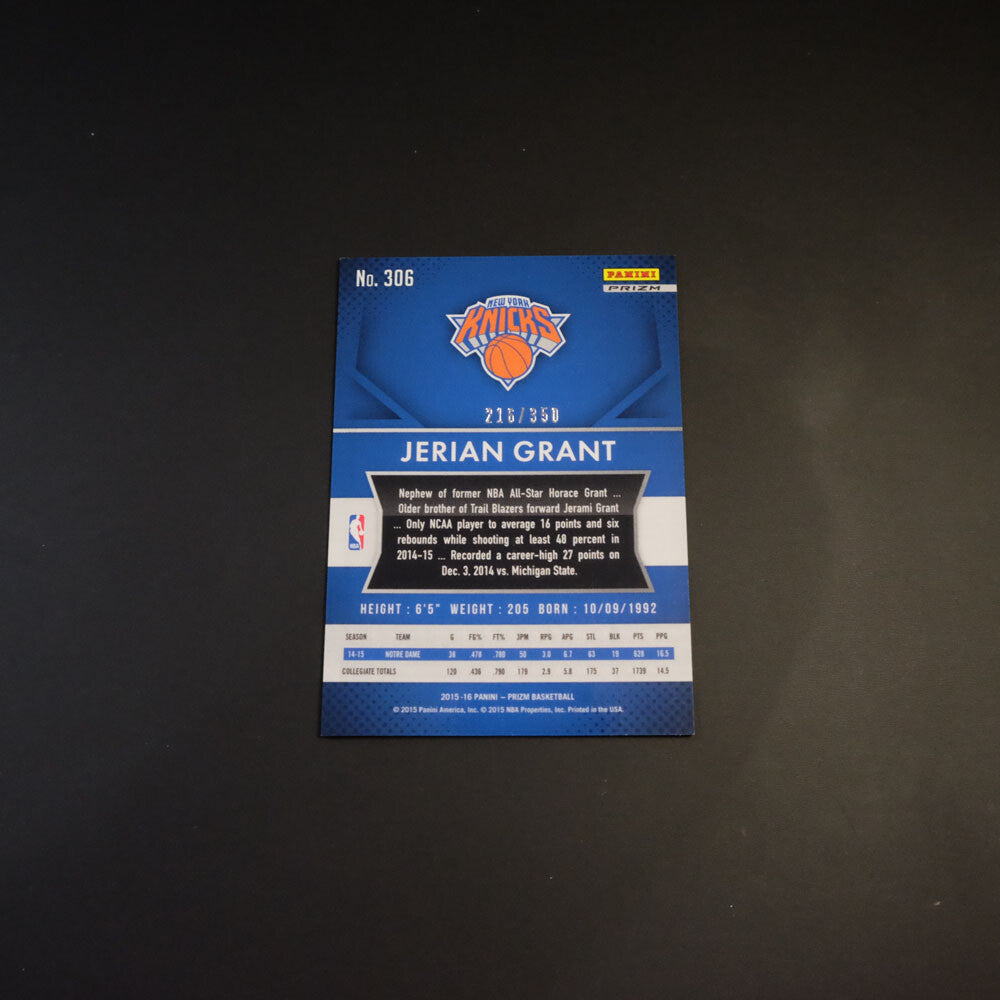 No. 306
PANINI
PRIZM
NEW YORK
KNICKS
216/350
JERIAN GRANT
Nephew of former NBA All-Star Horace Grant ...
Older brother of Trail Blazers forward Jerami Grant
... Only NCAA player to average 16 points and six
rebounds while shooting at least 48 percent in
2014-15 ... Recorded a career-high 27 points on
Dec. 3, 2014 vs. Michigan State.
NBA
HEIGHT : 6'5" WEIGHT : 205 BORN : 10/09/1992
SEASON TEAM G FG% FT% 3PM RPG APG STL BLK PTS PPG
14-15 NOTRE DAME 38 .478 .780 50 3.0 6.7 63 19 628 16.5
COLLEGIATE TOTALS 120 .436 .790 179 2.9 5.8 175 37 1739 14.5
2015-16 PANINI – PRIZM BASKETBALL
© 2015 Panini America, Inc. © 2015 NBA Properties, Inc. Printed in the USA.